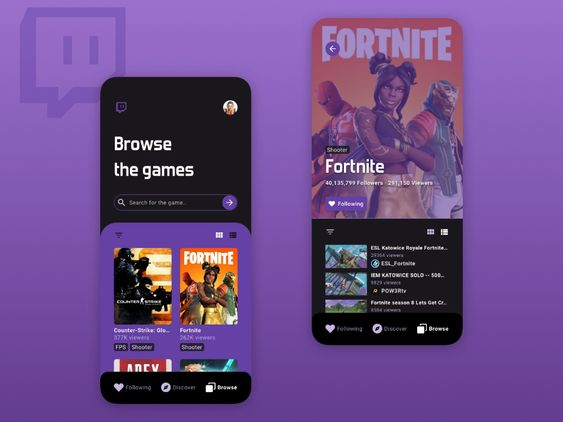 Browse
the games
Search for the game..
COUNTER STRIKE
FORTNITE
Counter-Strike: Glo...
377K viewers
FPS Shooter
Fortnite
262K viewers
Shooter
APEX
Following Discover Browse
FORTNITE
Shooter
Fortnite
40,135,799 Followers · 291,150 Viewers
Following
ESL Katowice Royale Fortnite...
29364 viewers
ESL_Fortnite
IEM KATOWICE SOLO -- 500...
9825 viewers
POW3Rtv
Fortnite season 8 Lets Get Cr...
8584 viewers
Following Discover Browse